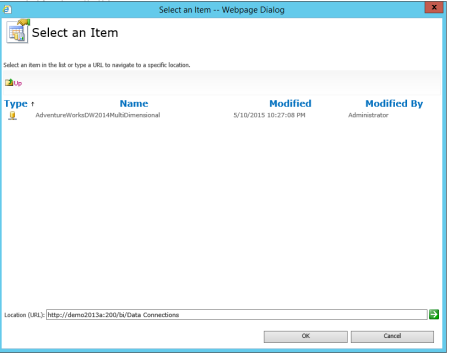 Select an Item -- Webpage Dialog
x
Select an Item
Select an item in the list or type a URL to navigate to a specific location.
Up
Type ↑ Name Modified Modified By
AdventureWorksDW2014MultiDimensional 5/10/2015 10:27:08 PM Administrator
Location (URL): http://demo2013a:200/bi/Data Connections
OK Cancel